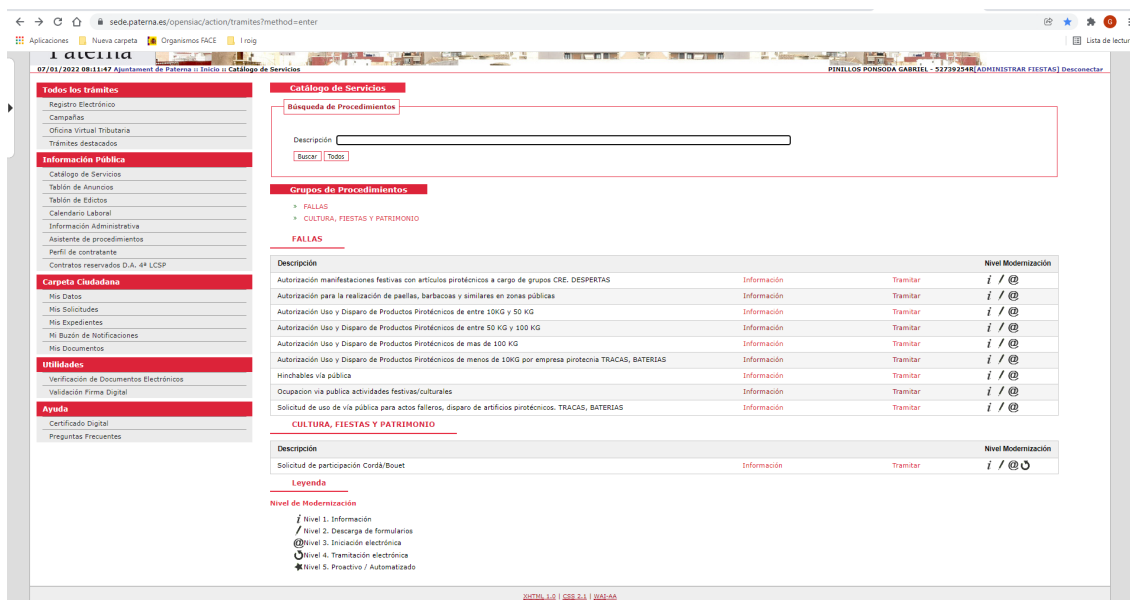 sede.paterna.es/opensiac/action/tramites?method=enter
G
Aplicaciones Nueva carpeta Organismos FACE I roig
Lista de lectur
Paterna
07/01/2022 08:11:47 Ajuntament de Paterna :: Inicio :: Catálogo de Servicios
PINILLOS PONSODA GABRIEL - 52739254R[ADMINISTRAR FIESTAS] Desconectar
Todos los trámites
Registro Electrónico
Campañas
Oficina Virtual Tributaria
Trámites destacados
Información Pública
Catálogo de Servicios
Tablón de Anuncios
Tablón de Edictos
Calendario Laboral
Información Administrativa
Asistente de procedimientos
Perfil de contratante
Contratos reservados D.A. 4ª LCSP
Carpeta Ciudadana
Mis Datos
Mis Solicitudes
Mis Expedientes
Mi Buzón de Notificaciones
Mis Documentos
Utilidades
Verificación de Documentos Electrónicos
Validación Firma Digital
Ayuda
Certificado Digital
Preguntas Frecuentes
Catálogo de Servicios
Búsqueda de Procedimientos
Descripción
Buscar Todos
Grupos de Procedimientos
» FALLAS
» CULTURA, FIESTAS Y PATRIMONIO
FALLAS
Descripción Nivel Modernización
Autorización manifestaciones festivas con artículos pirotécnicos a cargo de grupos CRE. DESPERTAS Información Tramitar i / @
Autorización para la realización de paellas, barbacoas y similares en zonas públicas Información Tramitar i / @
Autorización Uso y Disparo de Productos Pirotécnicos de entre 10KG y 50 KG Información Tramitar i / @
Autorización Uso y Disparo de Productos Pirotécnicos de entre 50 KG y 100 KG Información Tramitar i / @
Autorización Uso y Disparo de Productos Pirotécnicos de mas de 100 KG Información Tramitar i / @
Autorización Uso y Disparo de Productos Pirotécnicos de menos de 10KG por empresa pirotecnia TRACAS, BATERIAS Información Tramitar i / @
Hinchables vía pública Información Tramitar i / @
Ocupacion via publica actividades festivas/culturales Información Tramitar i / @
Solicitud de uso de vía pública para actos falleros, disparo de artificios pirotécnicos. TRACAS, BATERIAS Información Tramitar i / @
CULTURA, FIESTAS Y PATRIMONIO
Descripción Nivel Modernización
Solicitud de participación Cordà/Bouet Información Tramitar i / @
Leyenda
Nivel de Modernización
i Nivel 1. Información
/ Nivel 2. Descarga de formularios
@ Nivel 3. Iniciación electrónica
Nivel 4. Tramitación electrónica
Nivel 5. Proactivo / Automatizado
XHTML 1.0 | CSS 2.1 | WAI-AA